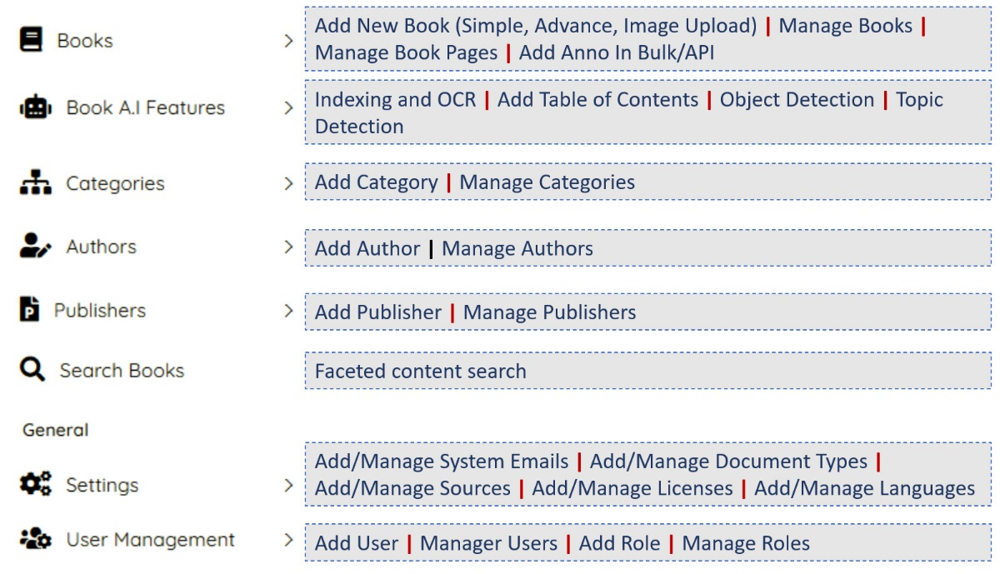 Books
Add New Book (Simple, Advance, Image Upload) | Manage Books |
Manage Book Pages | Add Anno In Bulk/API
Book A.I Features
Indexing and OCR | Add Table of Contents | Object Detection | Topic
Detection
Categories
Add Category | Manage Categories
Authors
Add Author | Manage Authors
P
Publishers
Add Publisher | Manage Publishers
Search Books
Faceted content search
General
Settings
Add/Manage System Emails | Add/Manage Document Types |
Add/Manage Sources | Add/Manage Licenses | Add/Manage Languages
User Management
Add User | Manager Users | Add Role | Manage Roles